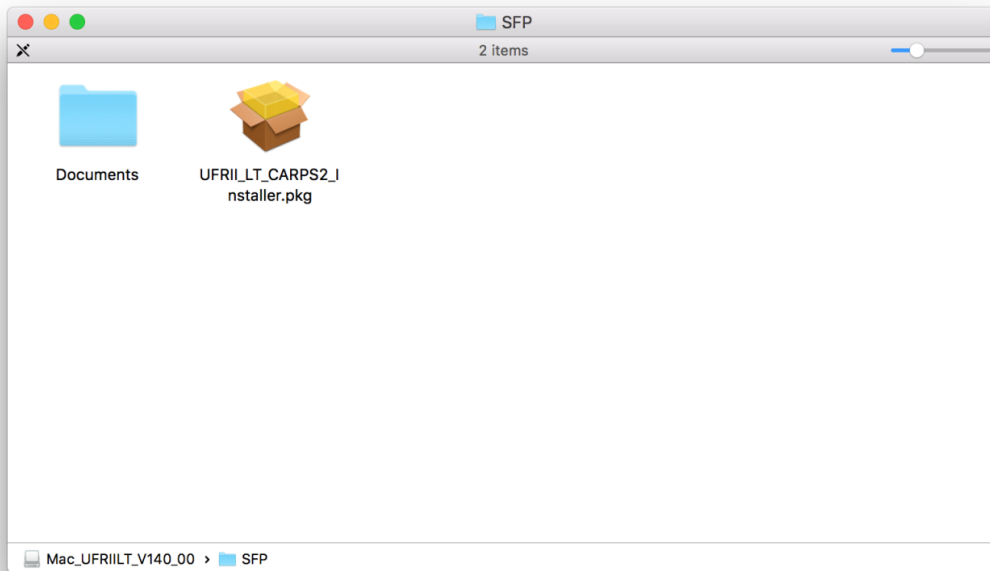 SFP
2 items
Documents
UFRII_LT_CARPS2_I
nstaller.pkg
Mac_UFRIILT_V140_00 › SFP